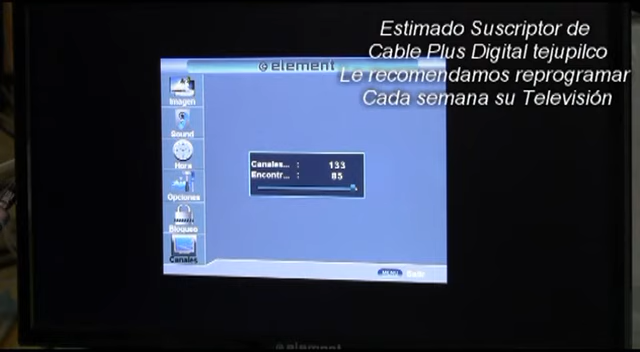 Estimado Suscriptor de
Cable Plus Digital tejupilco
Le recomendamos reprogramar
Cada semana su Televisión
element
Imagen
Sound
Hora
Opciones
Bloqueo
Canales
Canales... : 133
Encontr... : 85
MENU Salir
element